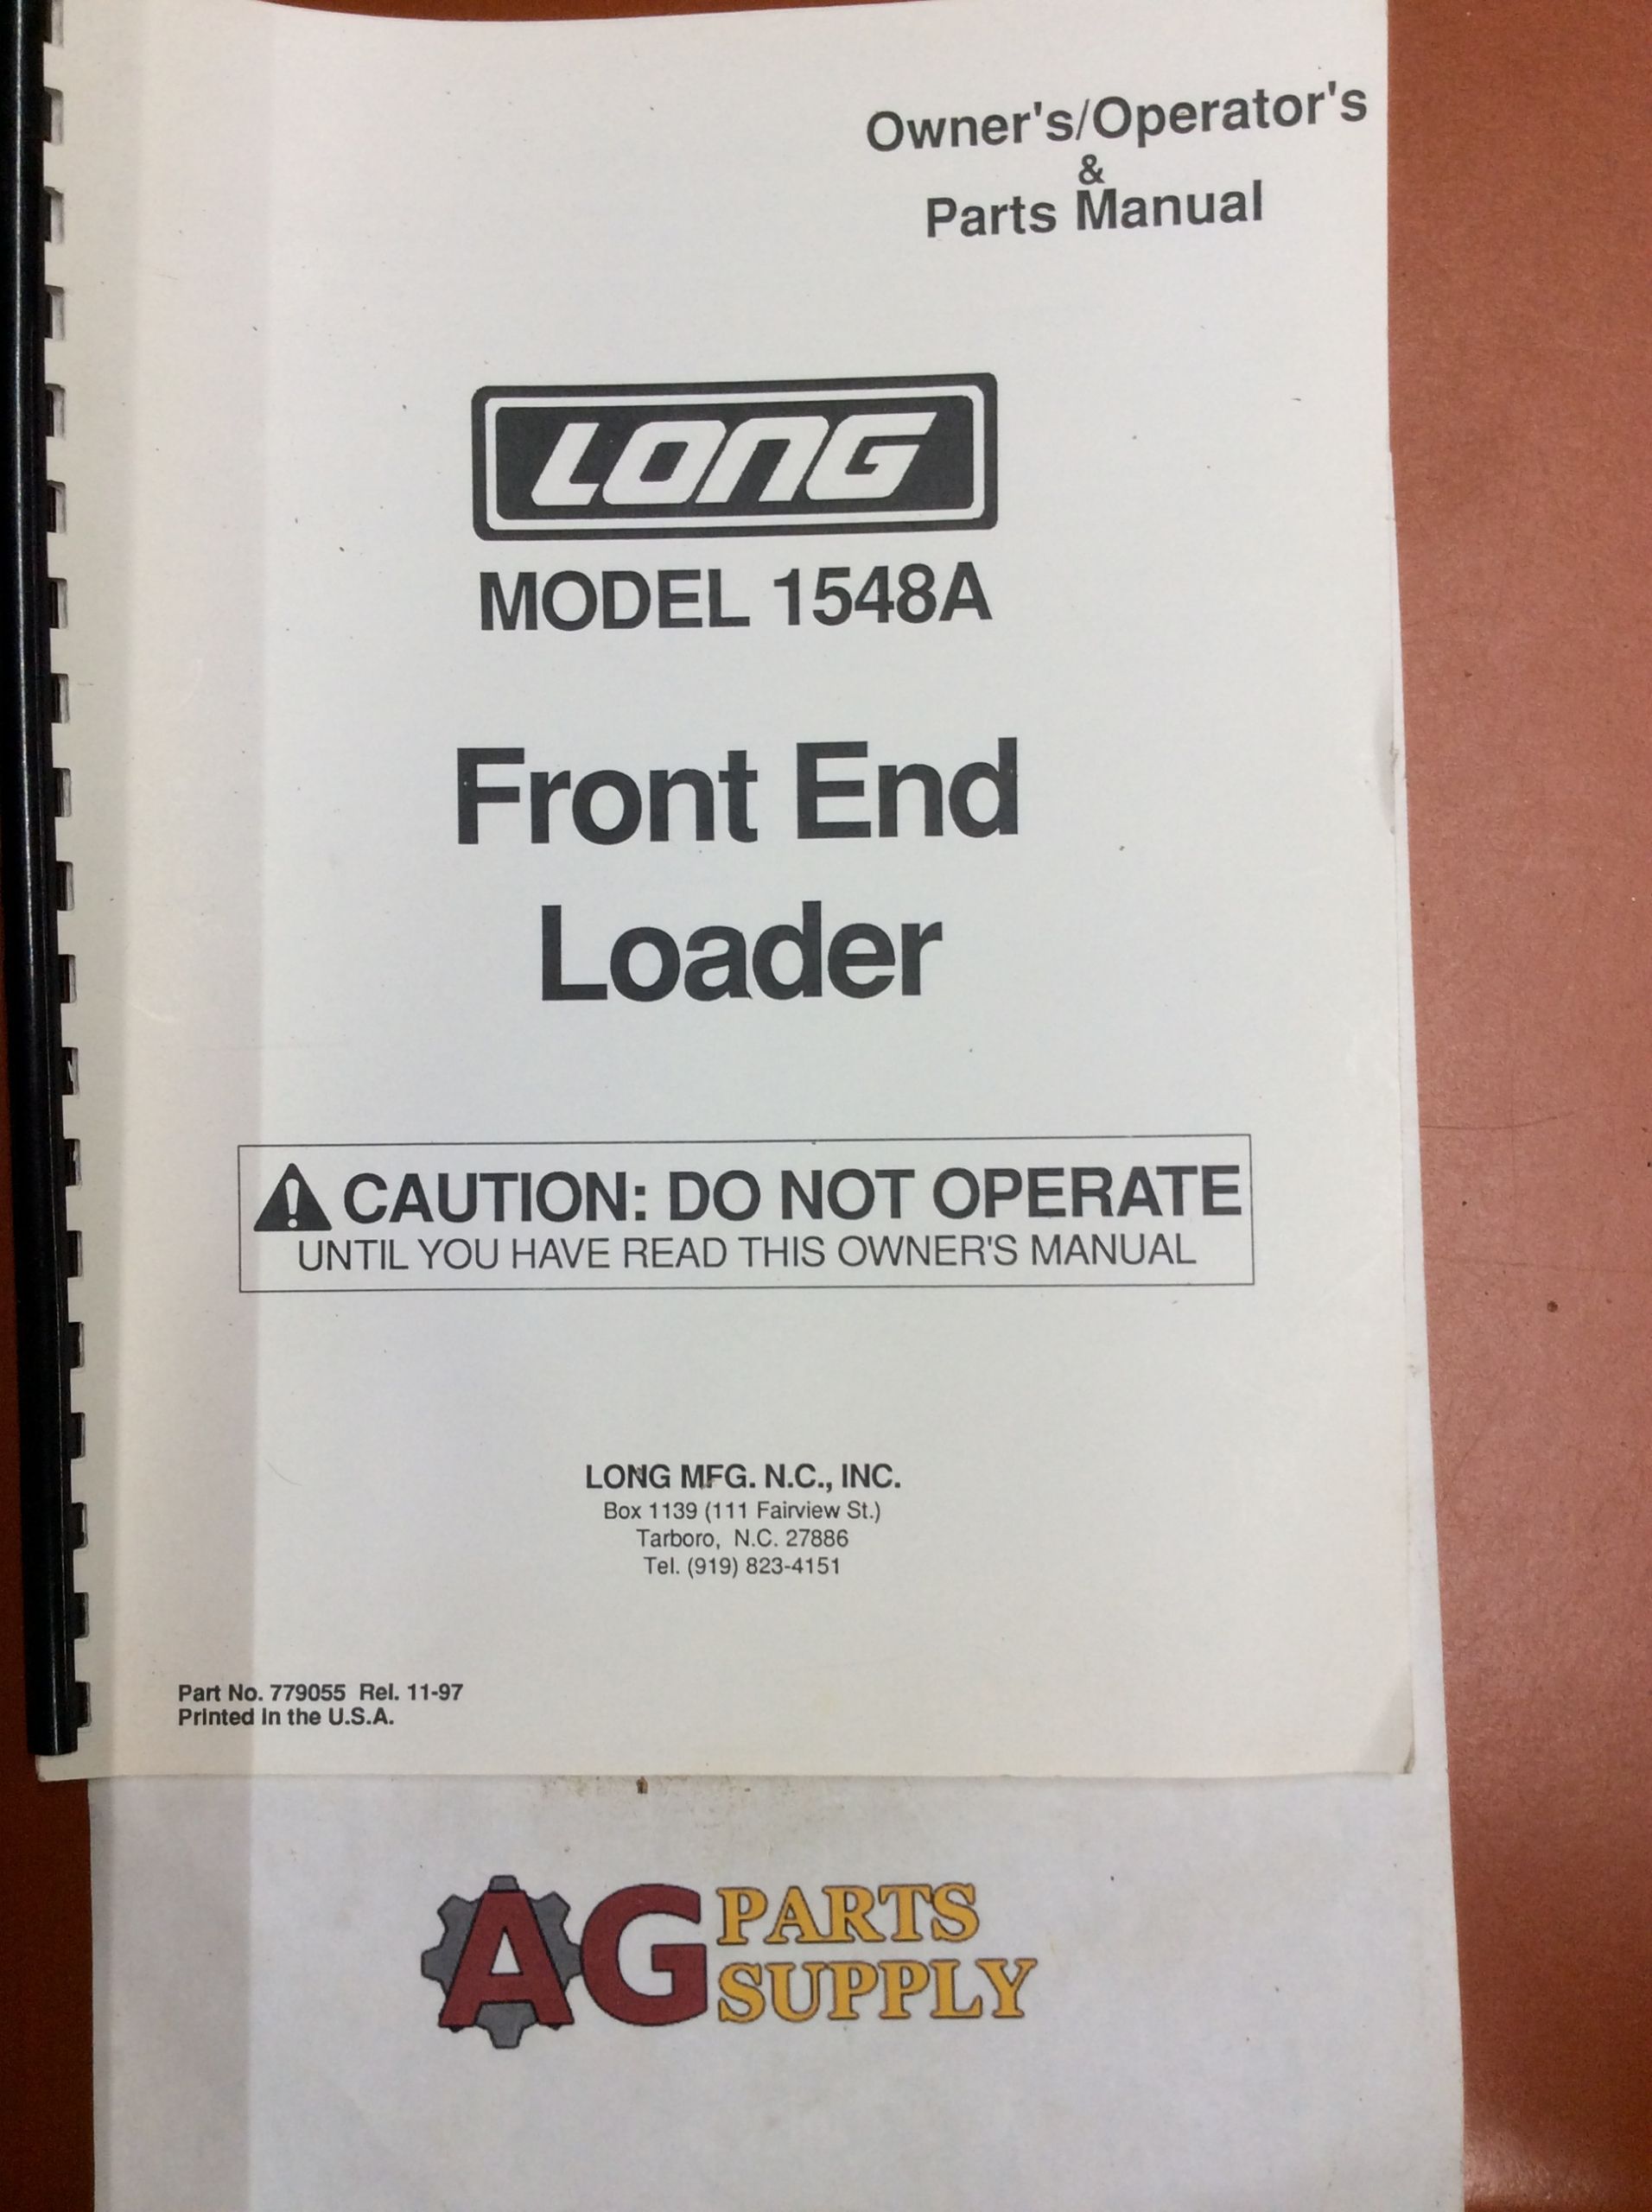 Owner's/Operator's
&
Parts Manual
LONG
MODEL 1548A
Front End
Loader
CAUTION: DO NOT OPERATE
UNTIL YOU HAVE READ THIS OWNER'S MANUAL
LONG MFG. N.C., INC.
Box 1139 (111 Fairview St.)
Tarboro, N.C. 27886
Tel. (919) 823-4151
Part No. 779055 Rel. 11-97
Printed in the U.S.A.
AG PARTS
SUPPLY